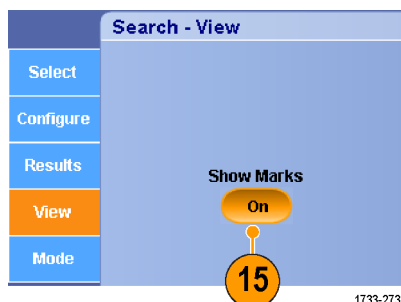 Search - View
Select
Configure
Results
Show Marks
View
On
Mode
15
1733-273